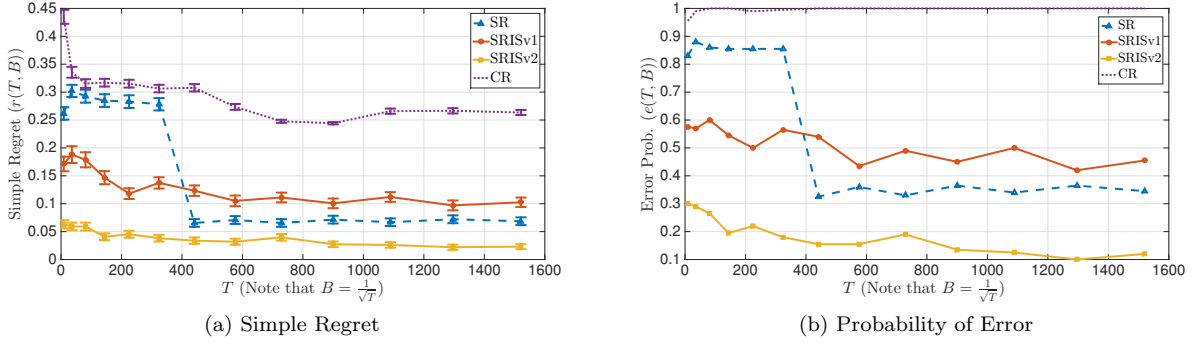 0.45
0.4
0.35
0.3
0.25
0.2
0.15
0.1
0.05
0
Simple Regret (r(T, B))
0 200 400 600 800 1000 1200 1400 1600
T (Note that B = 1/√T)
SR
SRISv1
SRISv2
CR
(a) Simple Regret
1
0.9
0.8
0.7
0.6
0.5
0.4
0.3
0.2
0.1
Error Prob. (e(T, B))
0 200 400 600 800 1000 1200 1400 1600
T (Note that B = 1/√T)
SR
SRISv1
SRISv2
CR
(b) Probability of Error